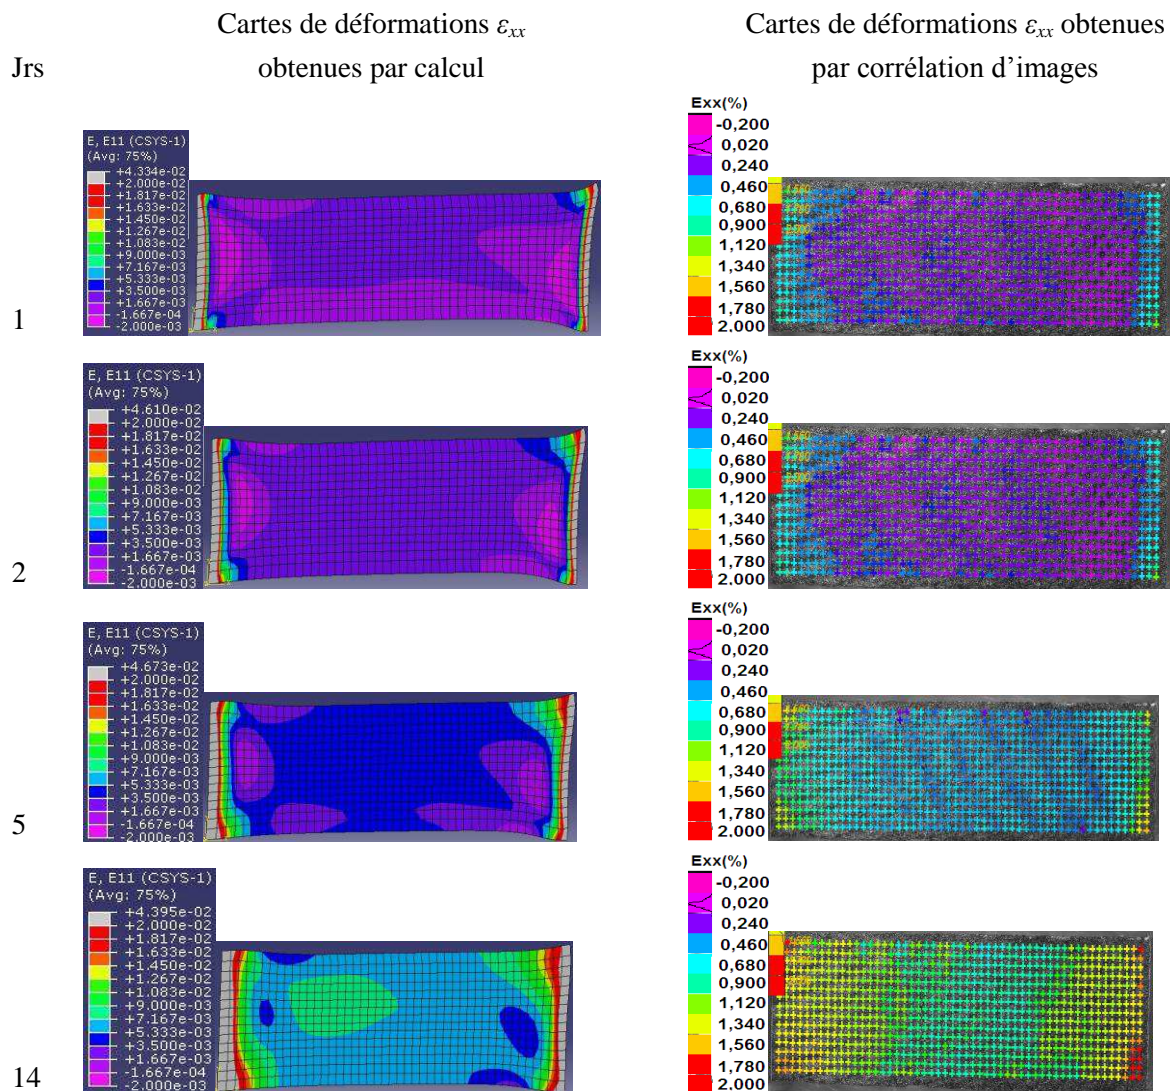 Cartes de déformations εxx
obtenues par calcul
Cartes de déformations εxx obtenues
par corrélation d’images
Jrs
1
E, E11 (CSYS-1)
(Avg: 75%)
+4.334e-02
+2.000e-02
+1.817e-02
+1.633e-02
+1.450e-02
+1.267e-02
+1.083e-02
+9.000e-03
+7.167e-03
+5.333e-03
+3.500e-03
+1.667e-03
-1.667e-04
-2.000e-03
Exx(%)
-0,200
0,020
0,240
0,460
0,680
0,900
1,120
1,340
1,560
1,780
2.000
2
E, E11 (CSYS-1)
(Avg: 75%)
+4.610e-02
+2.000e-02
+1.817e-02
+1.633e-02
+1.450e-02
+1.267e-02
+1.083e-02
+9.000e-03
+7.167e-03
+5.333e-03
+3.500e-03
+1.667e-03
-1.667e-04
-2.000e-03
Exx(%)
-0,200
0,020
0,240
0,460
0,680
0,900
1,120
1,340
1,560
1,780
2.000
5
E, E11 (CSYS-1)
(Avg: 75%)
+4.673e-02
+2.000e-02
+1.817e-02
+1.633e-02
+1.450e-02
+1.267e-02
+1.083e-02
+9.000e-03
+7.167e-03
+5.333e-03
+3.500e-03
+1.667e-03
-1.667e-04
-2.000e-03
Exx(%)
-0,200
0,020
0,240
0,460
0,680
0,900
1,120
1,340
1,560
1,780
2.000
14
E, E11 (CSYS-1)
(Avg: 75%)
+4.395e-02
+2.000e-02
+1.817e-02
+1.633e-02
+1.450e-02
+1.267e-02
+1.083e-02
+9.000e-03
+7.167e-03
+5.333e-03
+3.500e-03
+1.667e-03
-1.667e-04
-2.000e-03
Exx(%)
-0,200
0,020
0,240
0,460
0,680
0,900
1,120
1,340
1,560
1,780
2.000